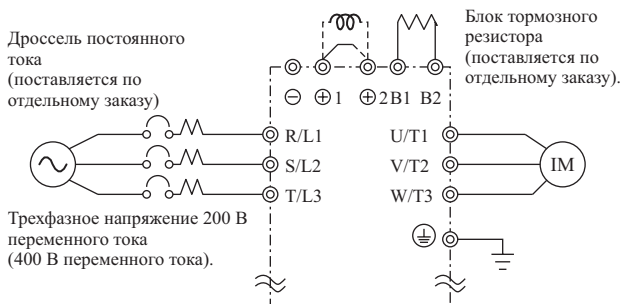 Дроссель постоянного
тока
(поставляется по
отдельному заказу)
Блок тормозного
резистора
(поставляется по
отдельному заказу).
⊖ ⊕1 ⊕2 B1 B2
R/L1 U/T1
S/L2 V/T2 IM
T/L3 W/T3
Трехфазное напряжение 200 В
переменного тока
(400 В переменного тока).